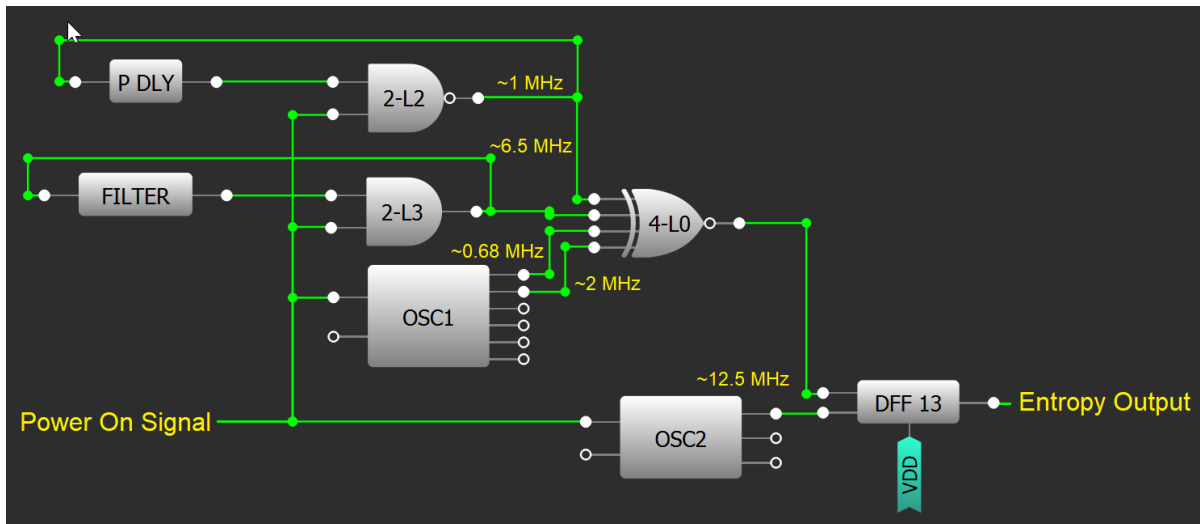 P DLY
2-L2
~1 MHz
~6.5 MHz
FILTER
2-L3
4-L0
~0.68 MHz
~2 MHz
OSC1
~12.5 MHz
Power On Signal
OSC2
DFF 13
Entropy Output
VDD